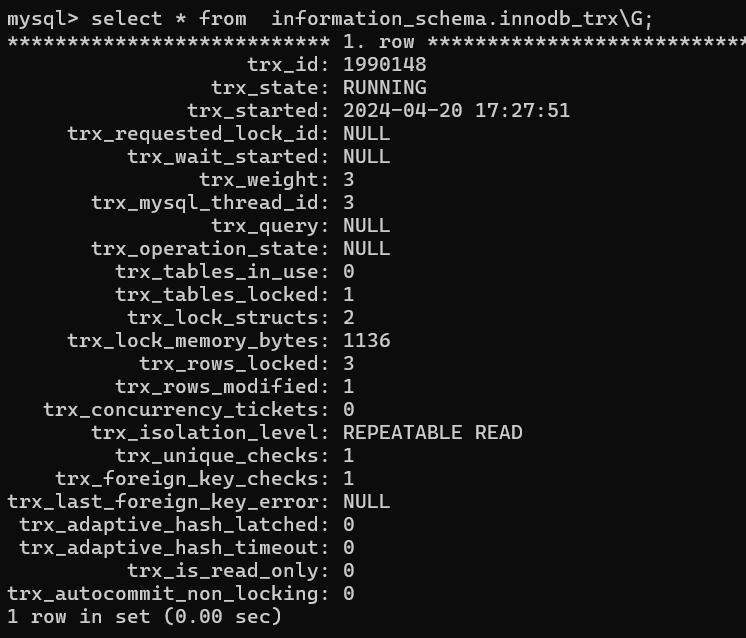 mysql> select * from  information_schema.innodb_trx\G;
*************************** 1. row ***************************
                    trx_id: 1990148
                 trx_state: RUNNING
               trx_started: 2024-04-20 17:27:51
     trx_requested_lock_id: NULL
          trx_wait_started: NULL
                trx_weight: 3
       trx_mysql_thread_id: 3
                 trx_query: NULL
       trx_operation_state: NULL
         trx_tables_in_use: 0
         trx_tables_locked: 1
          trx_lock_structs: 2
     trx_lock_memory_bytes: 1136
           trx_rows_locked: 3
         trx_rows_modified: 1
   trx_concurrency_tickets: 0
       trx_isolation_level: REPEATABLE READ
         trx_unique_checks: 1
    trx_foreign_key_checks: 1
trx_last_foreign_key_error: NULL
 trx_adaptive_hash_latched: 0
 trx_adaptive_hash_timeout: 0
          trx_is_read_only: 0
trx_autocommit_non_locking: 0
1 row in set (0.00 sec)